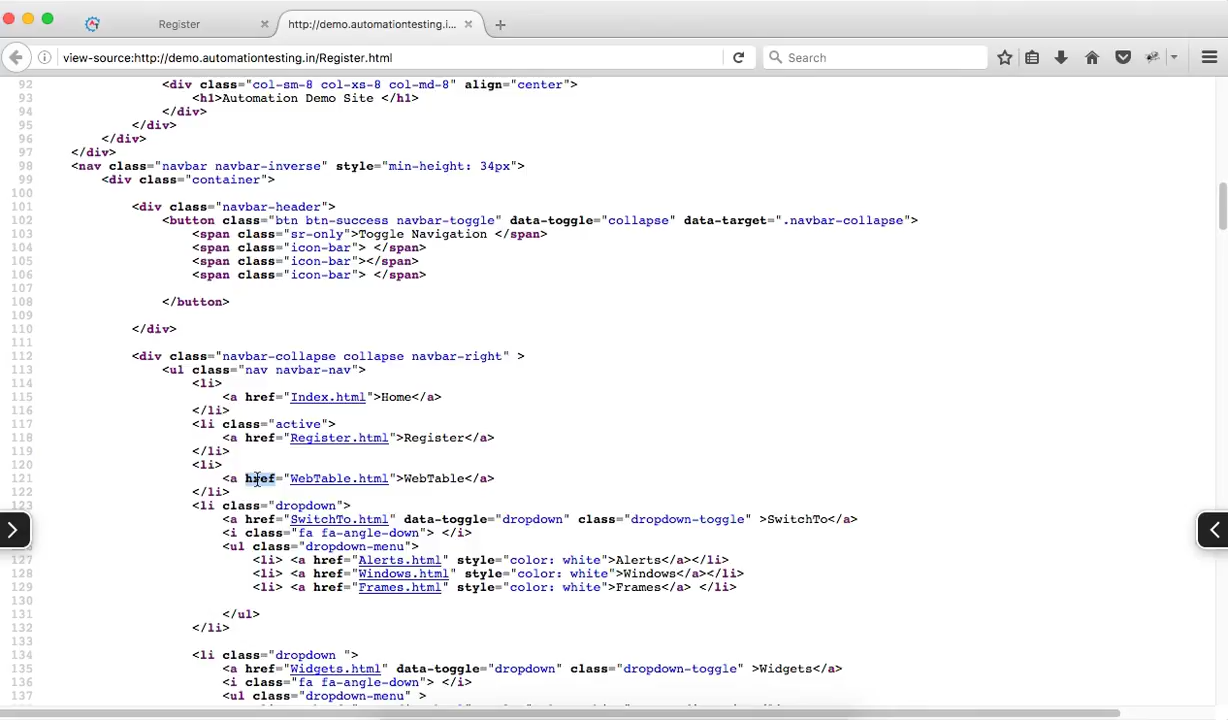 Register
http://demo.automationtesting.i...
view-source:http://demo.automationtesting.in/Register.html
Search
92 <div class="col-sm-8 col-xs-8 col-md-8" align="center">
93 <h1>Automation Demo Site </h1>
94 </div>
95 </div>
96 </div>
97 </div>
98 <nav class="navbar navbar-inverse" style="min-height: 34px">
99 <div class="container">
100
101 <div class="navbar-header">
102 <button class="btn btn-success navbar-toggle" data-toggle="collapse" data-target=".navbar-collapse">
103 <span class="sr-only">Toggle Navigation </span>
104 <span class="icon-bar"> </span>
105 <span class="icon-bar"></span>
106 <span class="icon-bar"> </span>
107
108 </button>
109
110 </div>
111
112 <div class="navbar-collapse collapse navbar-right" >
113 <ul class="nav navbar-nav">
114 <li>
115 <a href="Index.html">Home</a>
116 </li>
117 <li class="active">
118 <a href="Register.html">Register</a>
119 </li>
120 <li>
121 <a href="WebTable.html">WebTable</a>
122 </li>
123 <li class="dropdown">
<a href="SwitchTo.html" data-toggle="dropdown" class="dropdown-toggle" >SwitchTo</a>
<i class="fa fa-angle-down"> </i>
<ul class="dropdown-menu">
127 <li> <a href="Alerts.html" style="color: white">Alerts</a></li>
128 <li> <a href="Windows.html" style="color: white">Windows</a></li>
129 <li> <a href="Frames.html" style="color: white">Frames</a> </li>
130
131 </ul>
132 </li>
133
134 <li class="dropdown ">
135 <a href="Widgets.html" data-toggle="dropdown" class="dropdown-toggle" >Widgets</a>
136 <i class="fa fa-angle-down"> </i>
137 <ul class="dropdown-menu" >